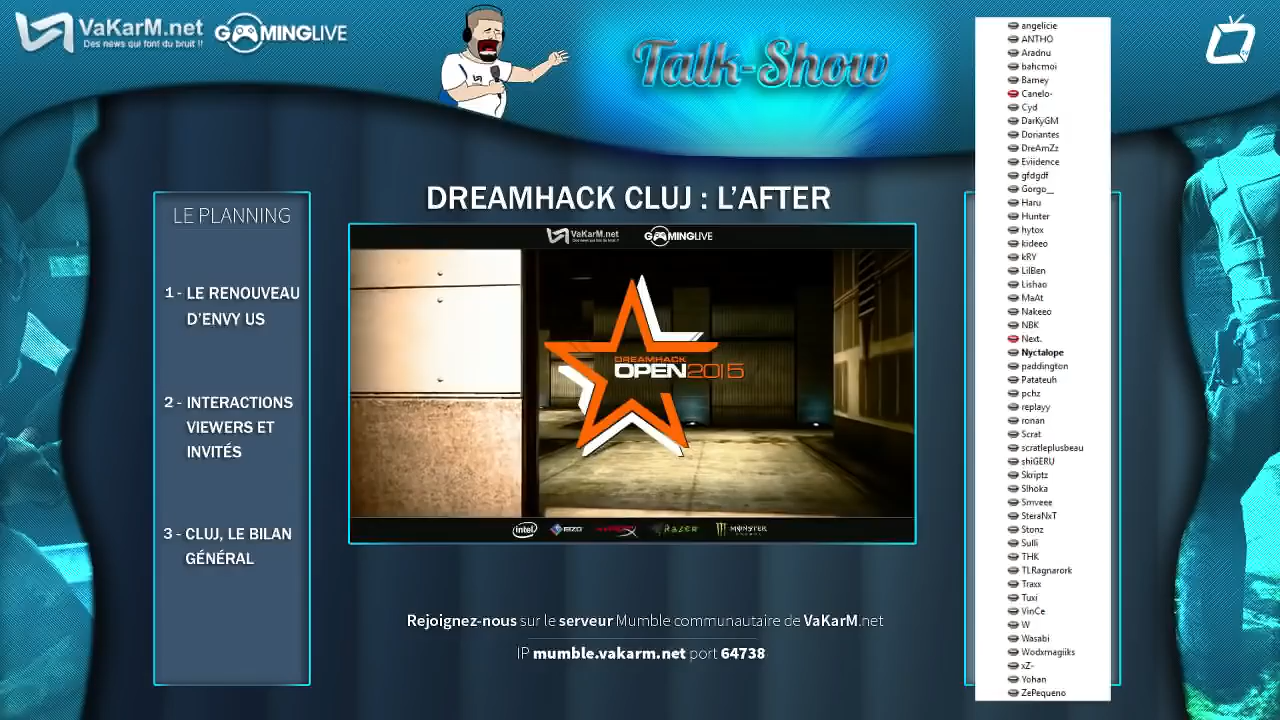 VaKarM.net
Des news qui font du bruit !!
GAMINGLIVE
Talk-Show
LE PLANNING
1 - LE RENOUVEAU
D'ENVY US
2 - INTERACTIONS
VIEWERS ET
INVITÉS
3 - CLUJ, LE BILAN
GÉNÉRAL
DREAMHACK CLUJ : L'AFTER
VaKarM.net
GAMINGLIVE
DREAMHACK
OPEN2015
intel
EIZO
RAZER
MONSTER
Rejoignez-nous sur le serveur Mumble communautaire de VaKarM.net
IP mumble.vakarm.net port 64738
angelicie
ANTHO
Aradnu
bahcmoi
Barney
Canelo-
Cyd
DarKyGM
Doriantes
DreAmZz
Eviidence
gfdgdf
Gorgo__
Haru
Hunter
hytox
kideeo
kRY
LilBen
Lishao
MaAt
Nakeeo
NBK
Next.
Nyctalope
paddington
Patateuh
pchz
replayy
ronan
Scrat
scratleplusbeau
shiGERU
Skriptz
Slhoka
Smveee
SteraNxT
Stonz
Sulli
THK
TLRagnarork
Traxx
Tuxi
VinCe
W
Wasabi
Wodxmagiiks
xZ-
Yohan
ZePequeno